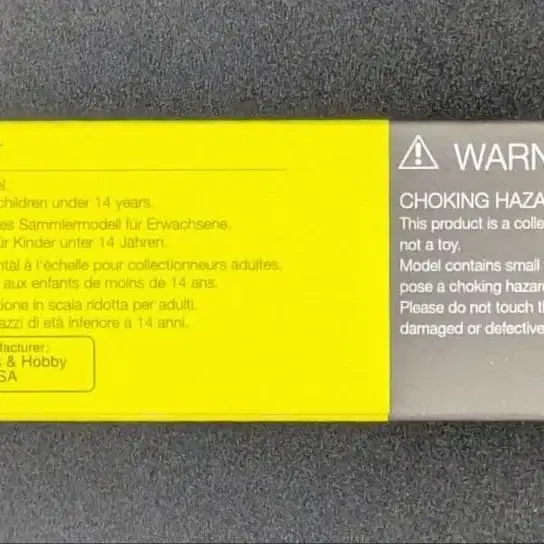 children under 14 years.
es Sammlermodell für Erwachsene.
ür Kinder unter 14 Jahren.
ntal à l'échelle pour collectionneurs adultes.
aux enfants de moins de 14 ans.
zione in scala ridotta per adulti.
azzi di età inferiore a 14 anni.
facturer:
& Hobby
SA
WARN
CHOKING HAZA
This product is a colle
not a toy.
Model contains small
pose a choking hazar
Please do not touch th
damaged or defective